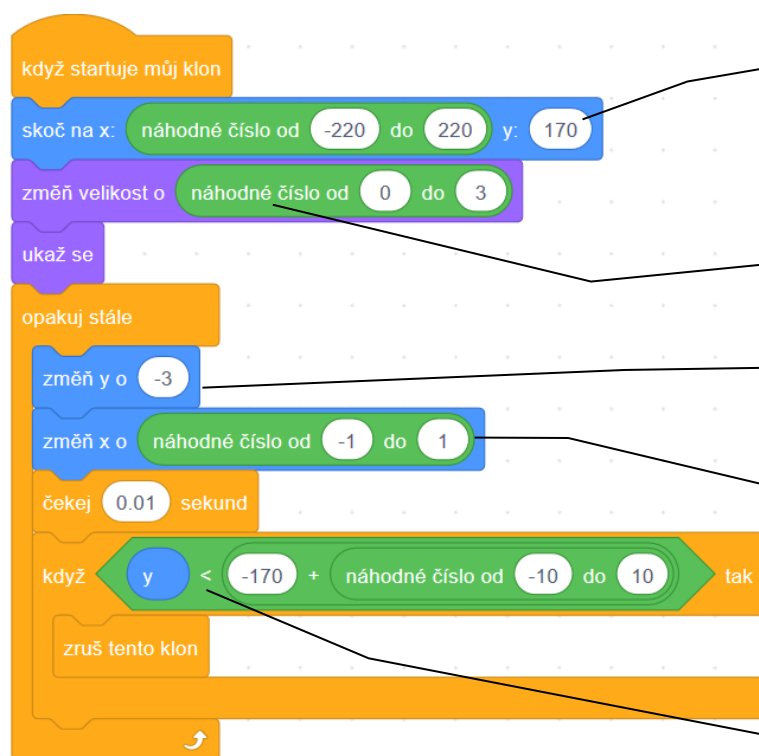 když startuje můj klon
skoč na x: náhodné číslo od -220 do 220 y: 170
změň velikost o náhodné číslo od 0 do 3
ukaž se
opakuj stále
změň y o -3
změň x o náhodné číslo od -1 do 1
čekej 0.01 sekund
když y < -170 + náhodné číslo od -10 do 10 tak
zruš tento klon